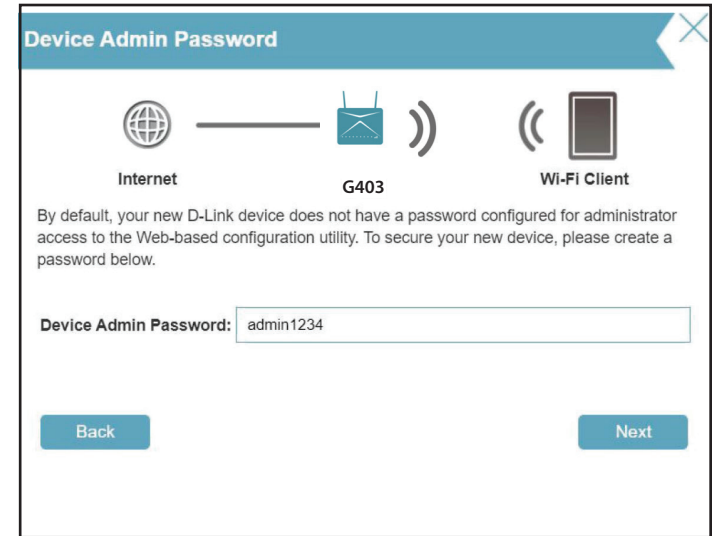 Device Admin Password
Internet
G403
Wi-Fi Client
By default, your new D-Link device does not have a password configured for administrator
access to the Web-based configuration utility. To secure your new device, please create a
password below.
Device Admin Password: admin1234
Back Next